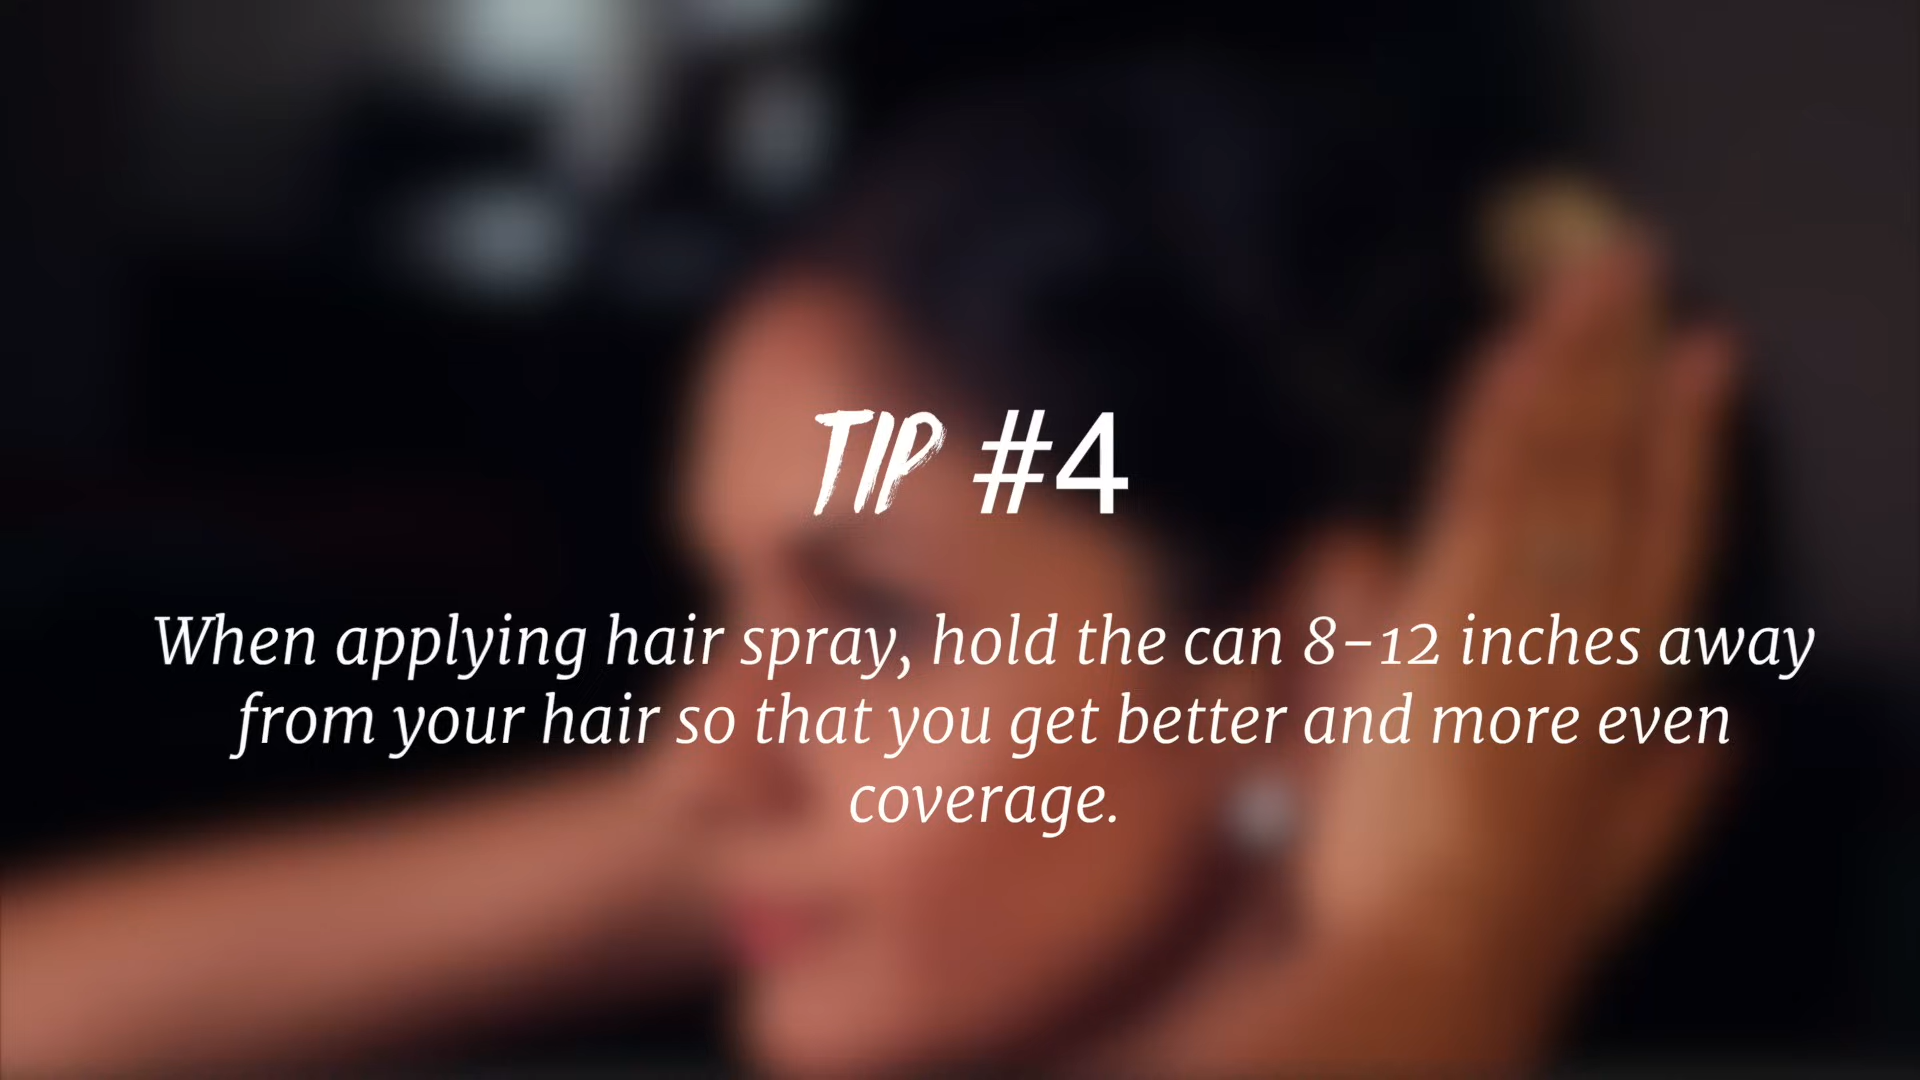 TIP #4
When applying hair spray, hold the can 8-12 inches away
from your hair so that you get better and more even
coverage.